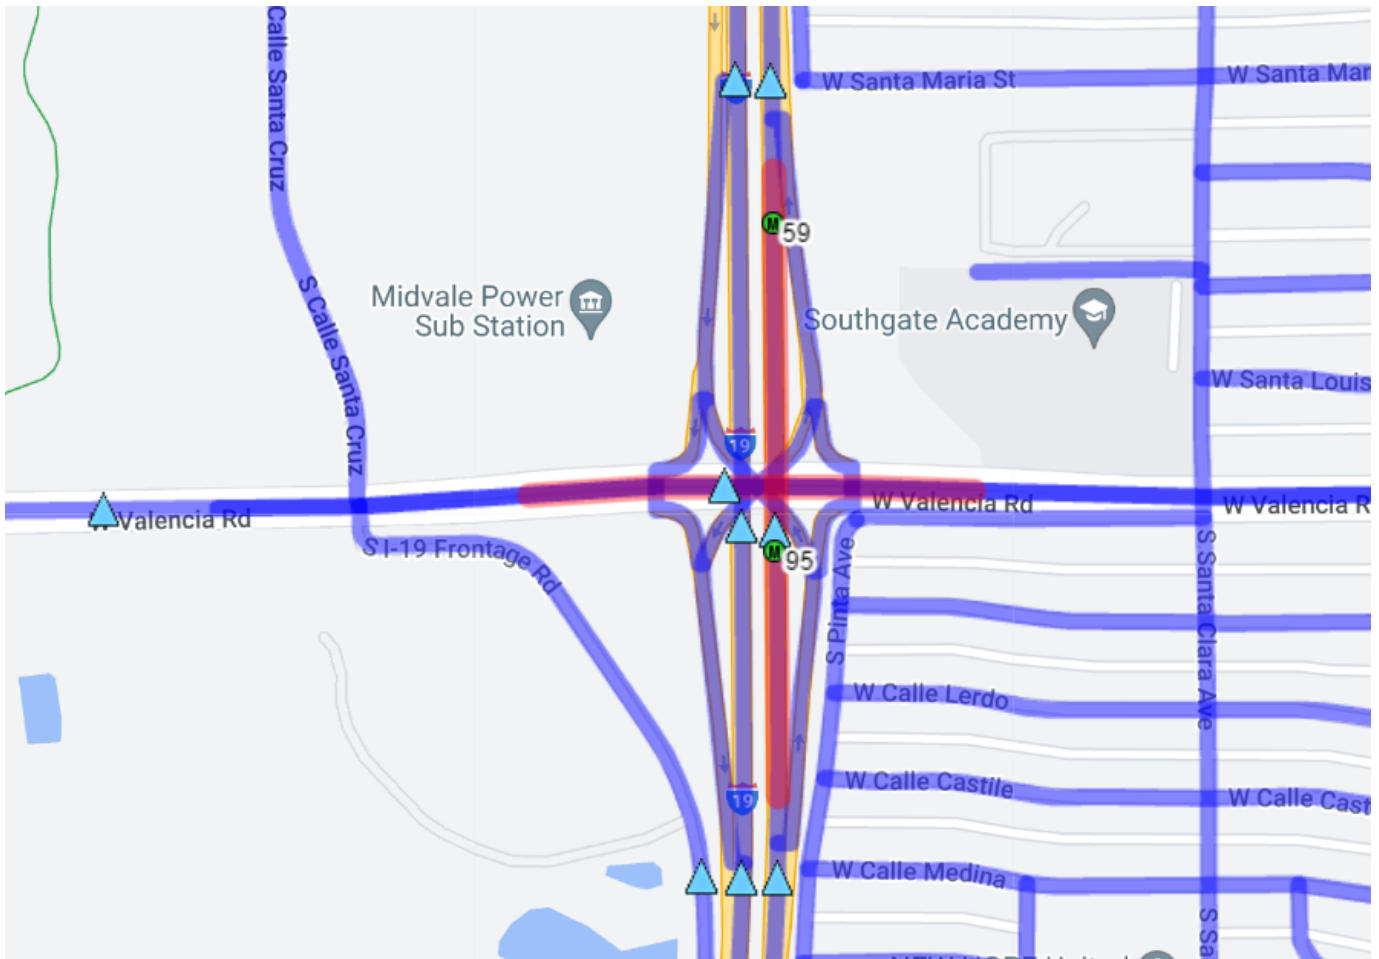 Calle Santa Cruz
W Santa Maria St
W Santa Mar
M
59
Midvale Power
Sub Station
Southgate Academy
S Calle Santa Cruz
W Santa Louis
19
W Valencia Rd
W Valencia Rd
W Valencia R
S I-19 Frontage Rd
M
95
S Pinta Ave
S Santa Clara Ave
W Calle Lerdo
19
W Calle Castile
W Calle Cast
W Calle Medina
S Sa